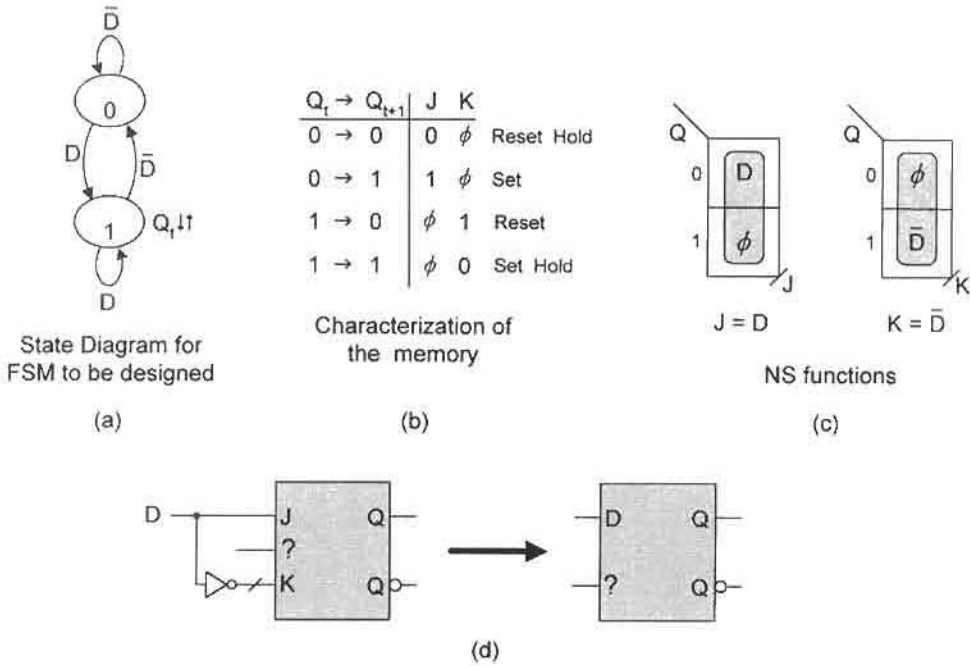 D̄
0
D
D̄
1
Q_t ↓↑
D
State Diagram for
FSM to be designed
(a)
Q_t → Q_{t+1} J K
0 → 0 0 ϕ Reset Hold
0 → 1 1 ϕ Set
1 → 0 ϕ 1 Reset
1 → 1 ϕ 0 Set Hold
Characterization of
the memory
(b)
Q
0 D
1 ϕ
J
J = D
Q
0 ϕ
1 D̄
K
K = D̄
NS functions
(c)
D
J Q
?
K Q
D Q
? Q
(d)